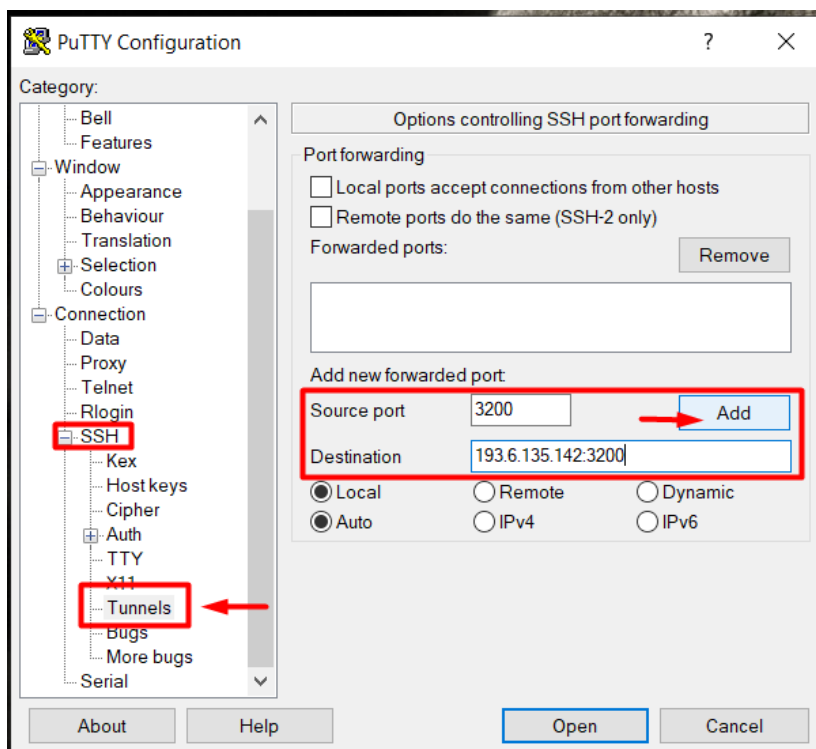 PuTTY Configuration
?
Category:
Bell
Features
Window
Appearance
Behaviour
Translation
Selection
Colours
Connection
Data
Proxy
Telnet
Rlogin
SSH
Kex
Host keys
Cipher
Auth
TTY
X11
Tunnels
Bugs
More bugs
Serial
Options controlling SSH port forwarding
Port forwarding
Local ports accept connections from other hosts
Remote ports do the same (SSH-2 only)
Forwarded ports:
Remove
Add new forwarded port:
Source port
3200
Add
Destination
193.6.135.142:3200
Local
Remote
Dynamic
Auto
IPv4
IPv6
About
Help
Open
Cancel